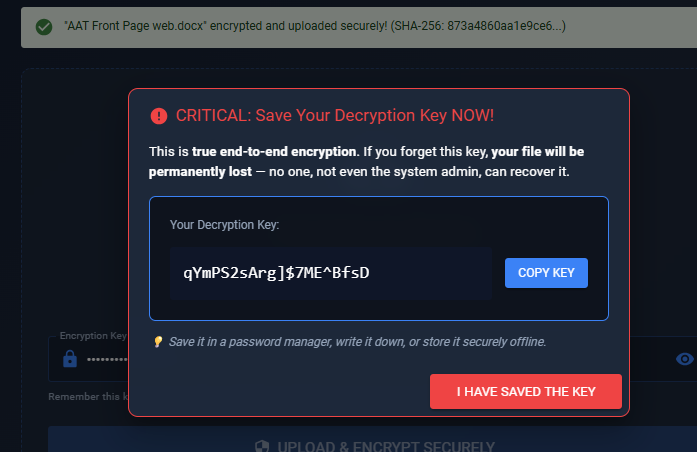 "AAT Front Page web.docx" encrypted and uploaded securely! (SHA-256: 873a4860aa1e9ce6...)
CRITICAL: Save Your Decryption Key NOW!
This is true end-to-end encryption. If you forget this key, your file will be
permanently lost — no one, not even the system admin, can recover it.
Your Decryption Key:
qYmPS2sArg]$7ME^BfsD
COPY KEY
Save it in a password manager, write it down, or store it securely offline.
Encryption Key
Remember this k
I HAVE SAVED THE KEY
UPLOAD & ENCRYPT SECURELY